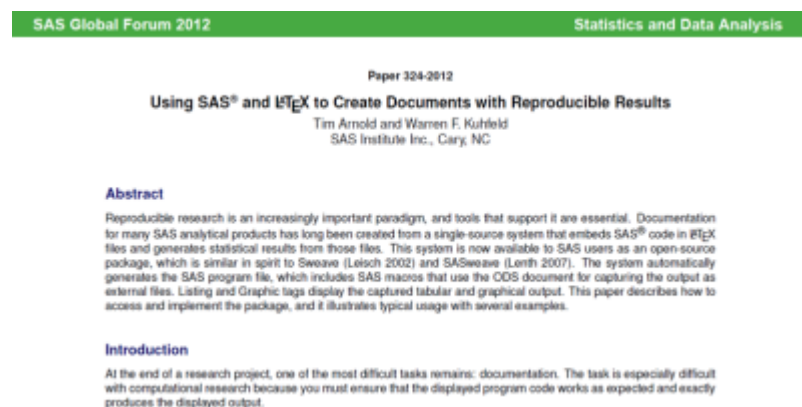 SAS Global Forum 2012
Statistics and Data Analysis
Paper 324-2012
Using SAS® and LATEX to Create Documents with Reproducible Results
Tim Arnold and Warren F. Kuhfeld
SAS Institute Inc., Cary, NC
Abstract
Reproducible research is an increasingly important paradigm, and tools that support it are essential. Documentation
for many SAS analytical products has long been created from a single-source system that embeds SAS® code in LATEX
files and generates statistical results from those files. This system is now available to SAS users as an open-source
package, which is similar in spirit to Sweave (Leisch 2002) and SASweave (Lenth 2007). The system automatically
generates the SAS program file, which includes SAS macros that use the ODS document for capturing the output as
external files. Listing and Graphic tags display the captured tabular and graphical output. This paper describes how to
access and implement the package, and it illustrates typical usage with several examples.
Introduction
At the end of a research project, one of the most difficult tasks remains: documentation. The task is especially difficult
with computational research because you must ensure that the displayed program code works as expected and exactly
produces the displayed output.